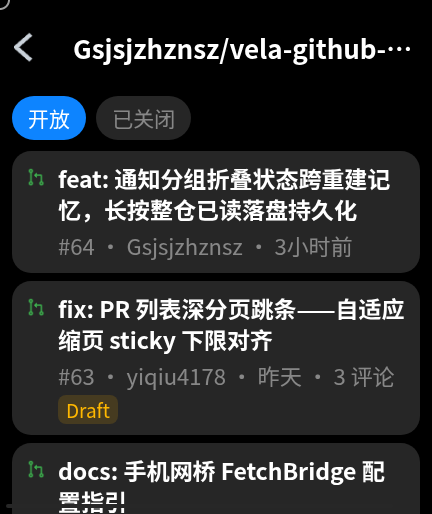 Gsjsjzhznsz/vela-github-···
开放 已关闭
feat: 通知分组折叠状态跨重建记
忆，长按整仓已读落盘持久化
#64 · Gsjsjzhznsz · 3小时前
fix: PR 列表深分页跳条——自适应
缩页 sticky 下限对齐
#63 · yiqiu4178 · 昨天 · 3 评论
Draft
docs: 手机网桥 FetchBridge 配
置指引